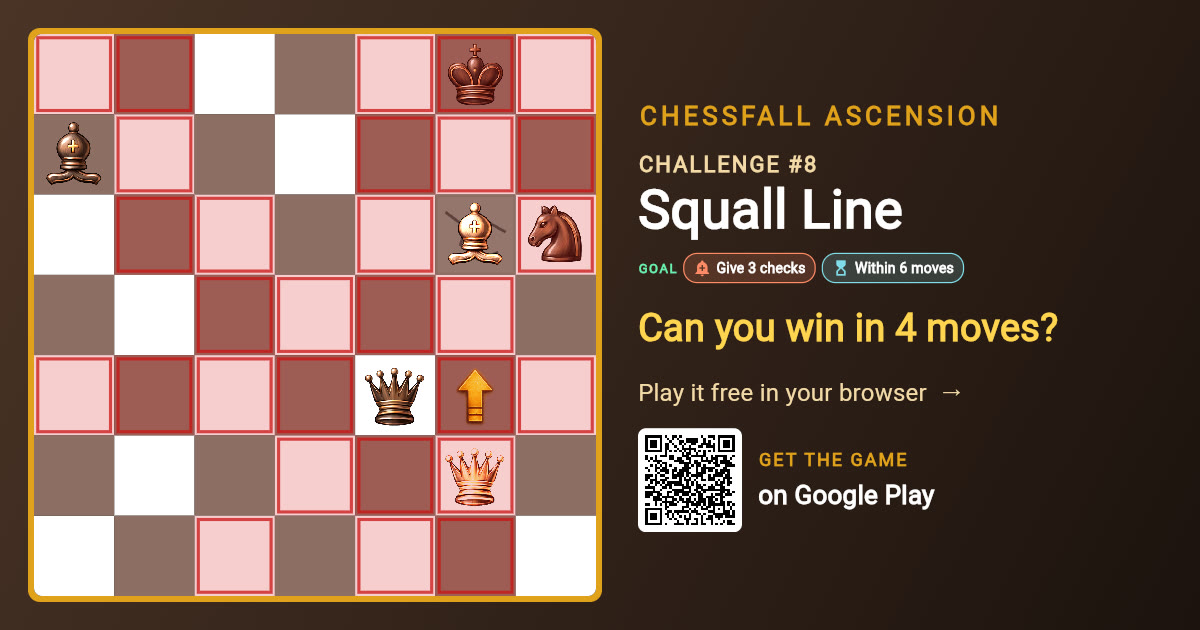 CHESSFALL ASCENSION
CHALLENGE #8
Squall Line
GOAL Give 3 checks Within 6 moves
Can you win in 4 moves?
Play it free in your browser →
GET THE GAME
on Google Play